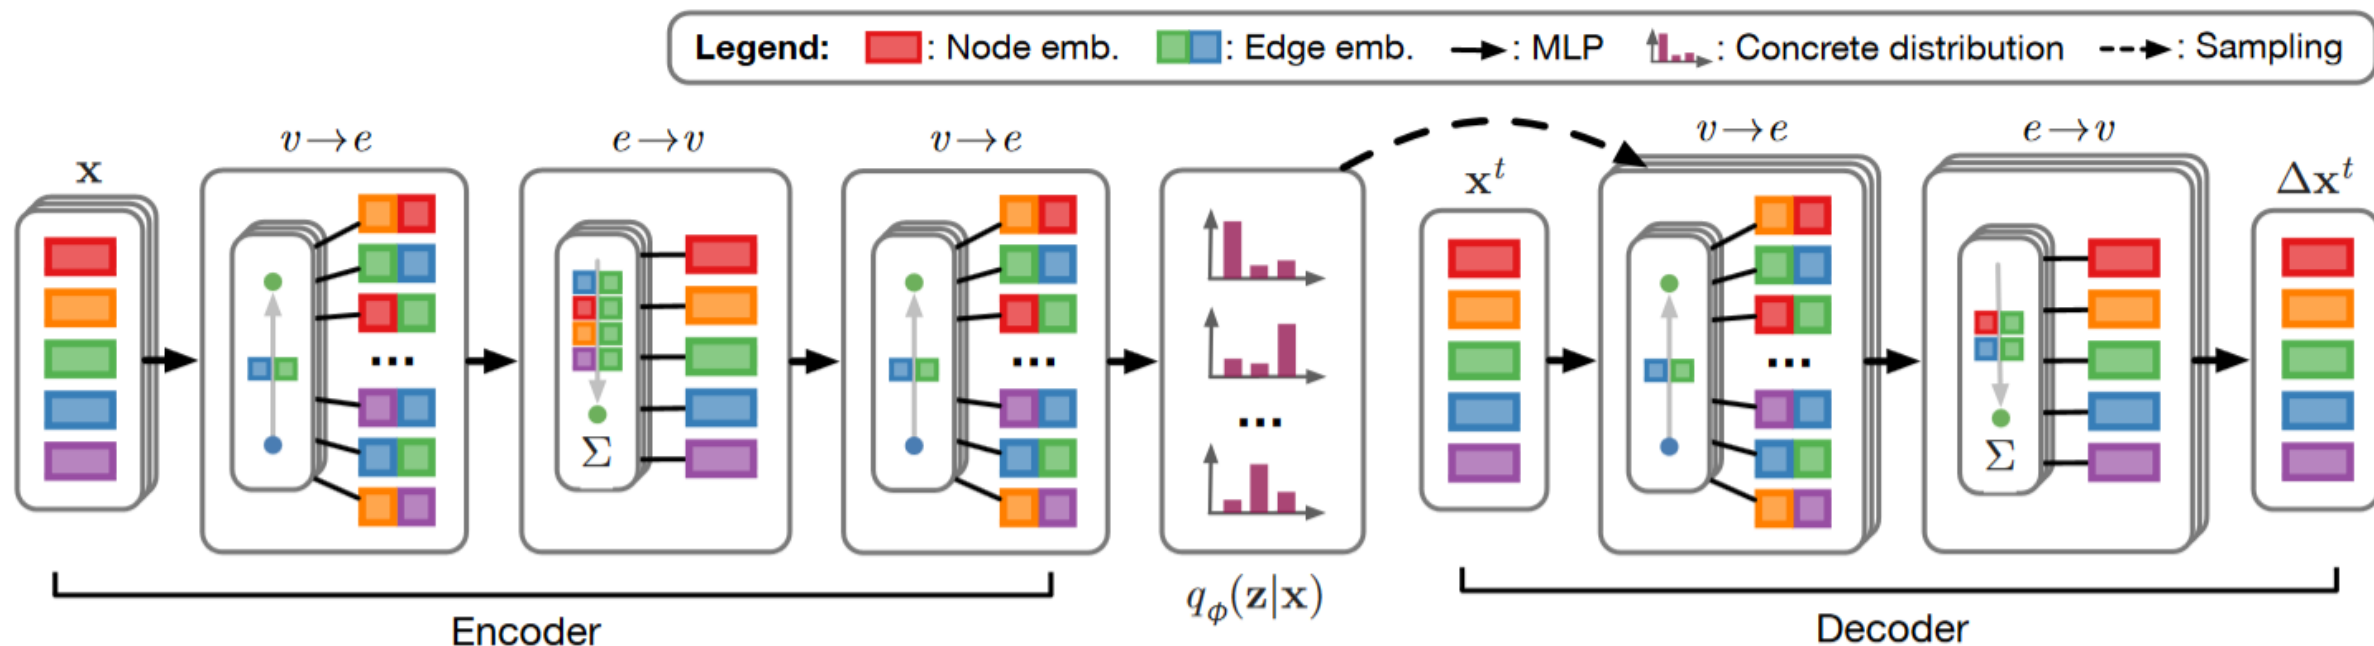 Legend: : Node emb. : Edge emb. : MLP : Concrete distribution : Sampling
x
v→e
e→v
v→e
x^t
v→e
e→v
Δx^t
...
Σ
...
...
...
Σ
q_ϕ(z|x)
Encoder
Decoder